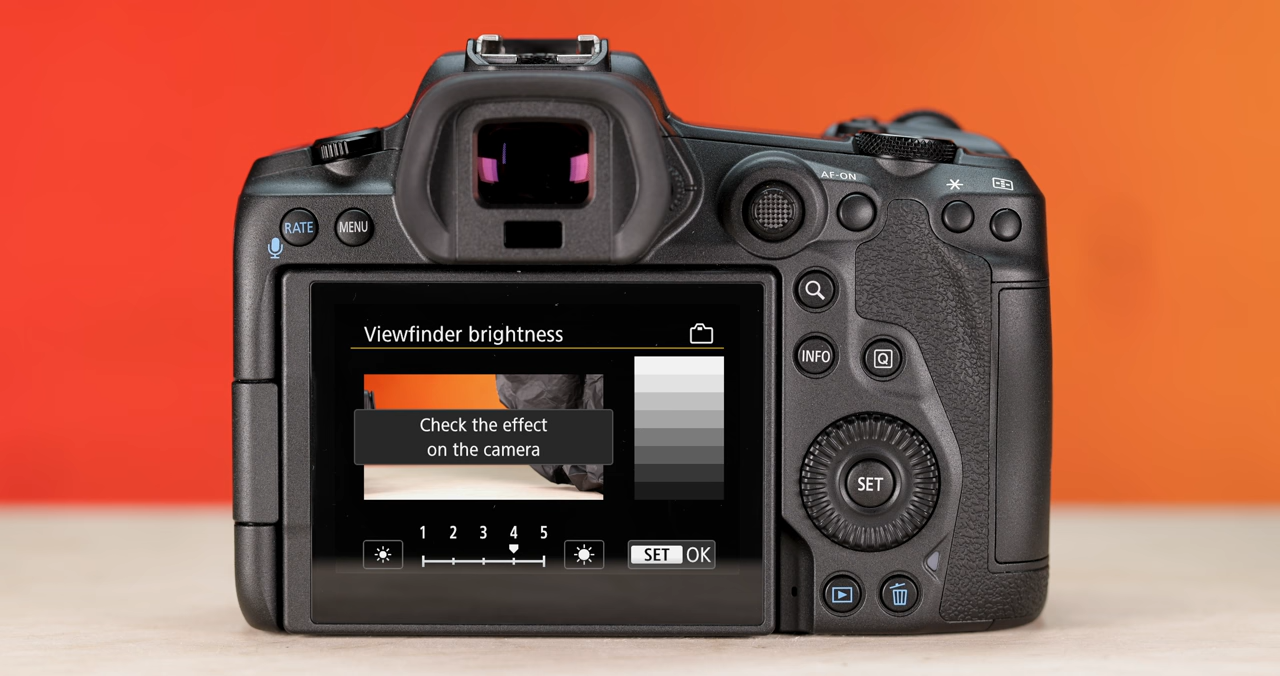 AF-ON
RATE
MENU
INFO
Q
Viewfinder brightness
Check the effect
on the camera
1 2 3 4 5
SET OK
SET